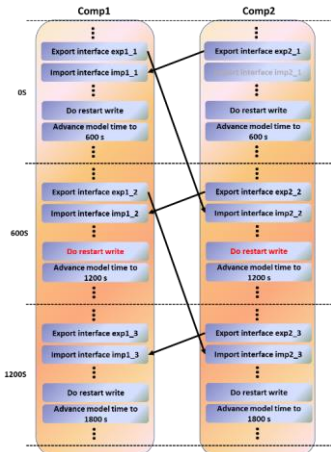 Comp1
Comp2
0S
Export interface exp1_1
Import interface imp1_1
Do restart write
Advance model time to
600 s
Export interface exp2_1
Import interface imp2_1
Do restart write
Advance model time to
600 s
600S
Export interface exp1_2
Import interface imp1_2
Do restart write
Advance model time to
1200 s
Export interface exp2_2
Import interface imp2_2
Do restart write
Advance model time to
1200 s
1200S
Export interface exp1_3
Import interface imp1_3
Do restart write
Advance model time to
1800 s
Export interface exp2_3
Import interface imp2_3
Do restart write
Advance model time to
1800 s